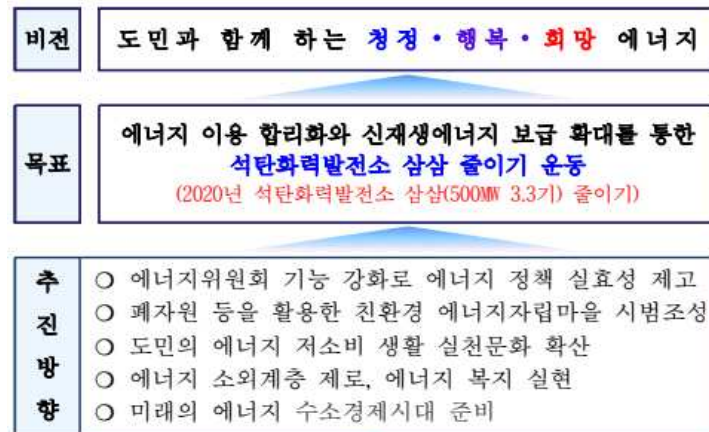 비전
도민과 함께 하는 청정·행복·희망 에너지
목표
에너지 이용 합리화와 신재생에너지 보급 확대를 통한
석탄화력발전소 삼삼 줄이기 운동
(2020년 석탄화력발전소 삼삼(500MW 3.3기) 줄이기)
추진방향
❍ 에너지위원회 기능 강화로 에너지 정책 실효성 제고
❍ 폐자원 등을 활용한 친환경 에너지자립마을 시범조성
❍ 도민의 에너지 저소비 생활 실천문화 확산
❍ 에너지 소외계층 제로, 에너지 복지 실현
❍ 미래의 에너지 수소경제시대 준비